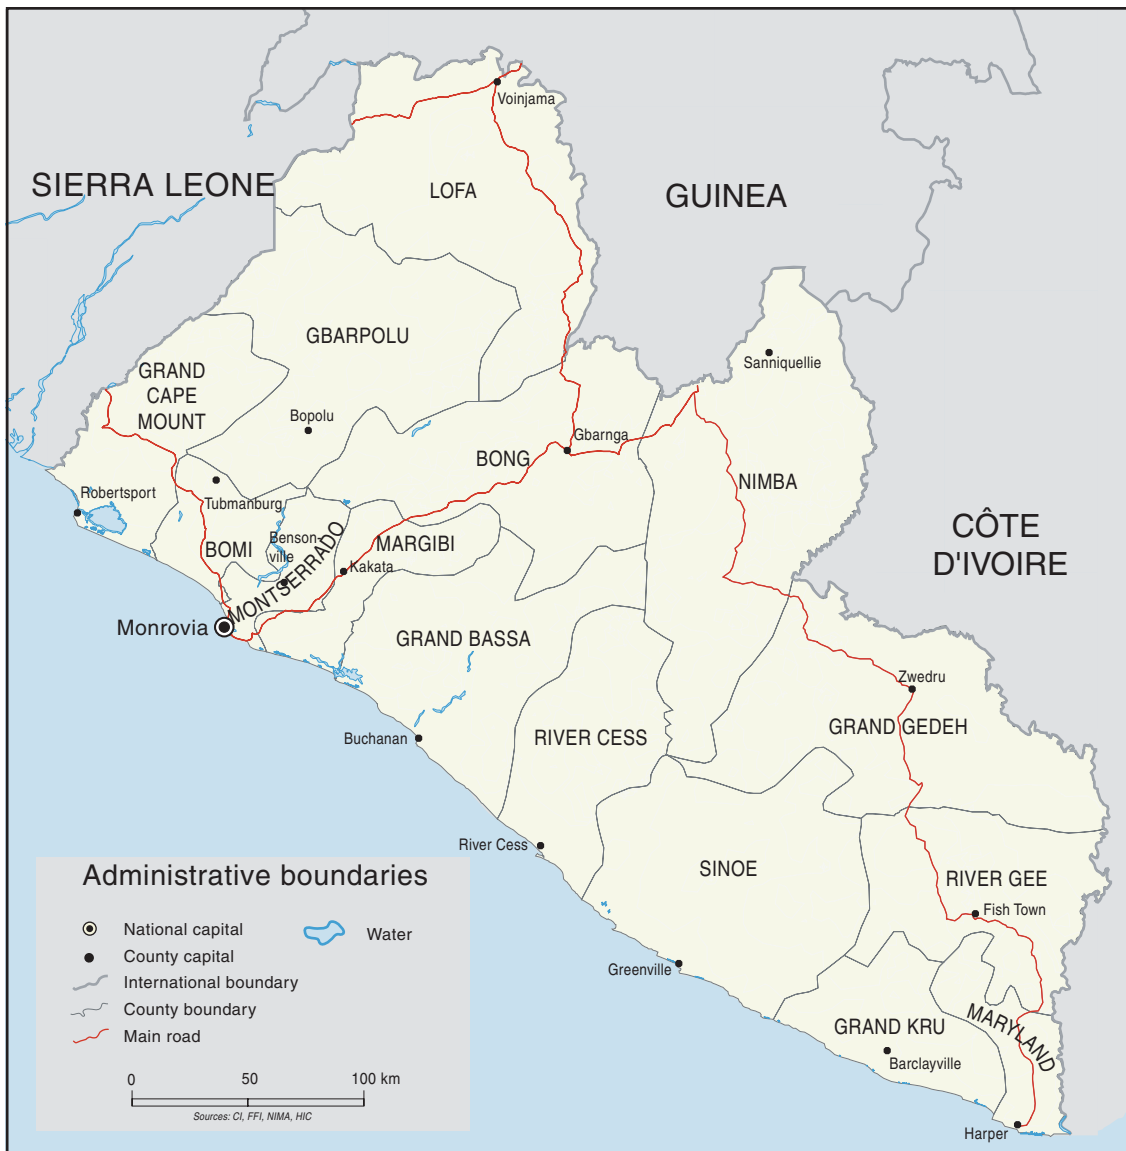 Voinjama
SIERRA LEONE
LOFA
GUINEA
GBARPOLU
Sanniquellie
GRAND
CAPE
MOUNT
Bopolu
Gbarnga
BONG
NIMBA
Robertsport
Tubmanburg
CÔTE
D'IVOIRE
BOMI
Benson-
ville
MONTSERRADO
MARGIBI
Kakata
Monrovia
GRAND BASSA
Zwedru
GRAND GEDEH
Buchanan
RIVER CESS
River Cess
SINOE
RIVER GEE
Fish Town
Greenville
GRAND KRU
MARYLAND
Barclayville
Harper
Administrative boundaries
National capital
Water
County capital
International boundary
County boundary
Main road
0 50 100 km
Sources: CI, FFI, NIMA, HIC